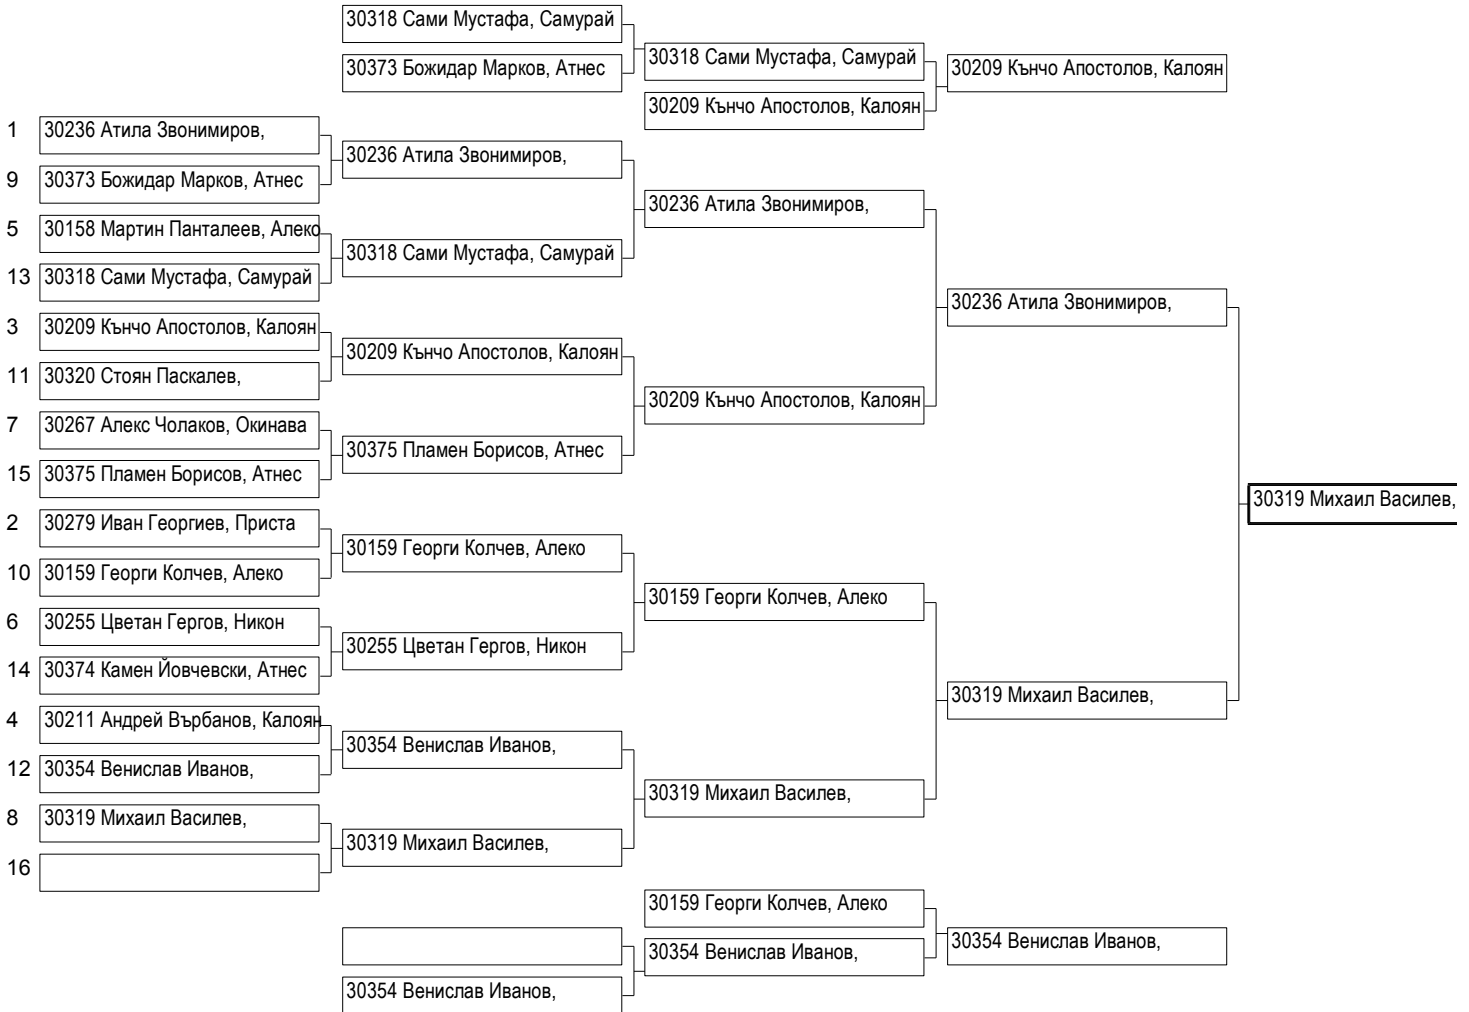 30318 Сами Мустафа, Самурай
30373 Божидар Марков, Атнес
30318 Сами Мустафа, Самурай
30209 Кънчо Апостолов, Калоян
30209 Кънчо Апостолов, Калоян
1 30236 Атила Звонимиров,
9 30373 Божидар Марков, Атнес
5 30158 Мартин Панталеев, Алеко
13 30318 Сами Мустафа, Самурай
3 30209 Кънчо Апостолов, Калоян
11 30320 Стоян Паскалев,
7 30267 Алекс Чолаков, Окинава
15 30375 Пламен Борисов, Атнес
2 30279 Иван Георгиев, Приста
10 30159 Георги Колчев, Алеко
6 30255 Цветан Гергов, Никон
14 30374 Камен Йовчевски, Атнес
4 30211 Андрей Върбанов, Калоян
12 30354 Венислав Иванов,
8 30319 Михаил Василев,
16
30236 Атила Звонимиров,
30318 Сами Мустафа, Самурай
30209 Кънчо Апостолов, Калоян
30375 Пламен Борисов, Атнес
30159 Георги Колчев, Алеко
30255 Цветан Гергов, Никон
30354 Венислав Иванов,
30319 Михаил Василев,
30236 Атила Звонимиров,
30209 Кънчо Апостолов, Калоян
30159 Георги Колчев, Алеко
30319 Михаил Василев,
30236 Атила Звонимиров,
30319 Михаил Василев,
30319 Михаил Василев,
30354 Венислав Иванов,
30159 Георги Колчев, Алеко
30354 Венислав Иванов,
30354 Венислав Иванов,